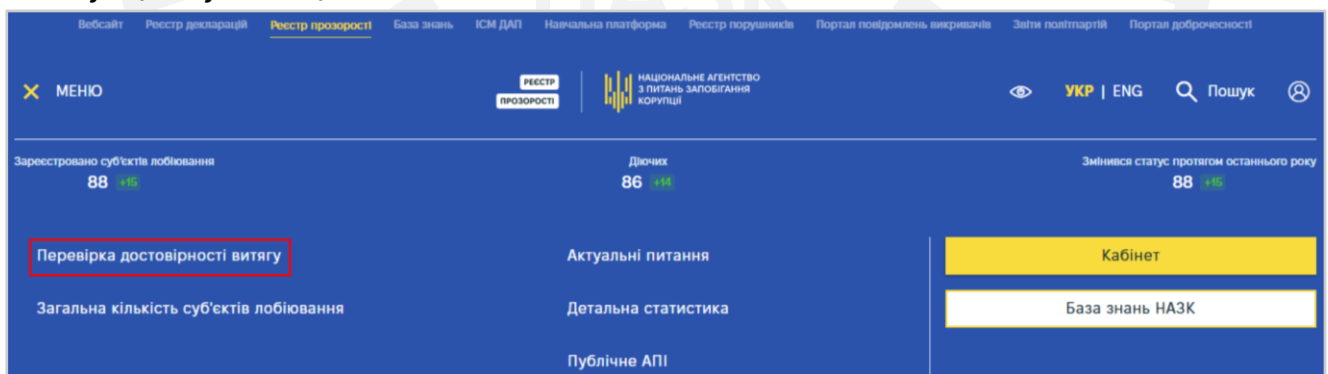 Вебсайт Реєстр декларацій Реєстр прозорості База знань ІСМ ДАП Навчальна платформа Реєстр порушників Портал повідомлень викривачів Звіти політпартій Портал доброчесності
МЕНЮ
РЕЄСТР
ПРОЗОРОСТІ
НАЦІОНАЛЬНЕ АГЕНТСТВО
З ПИТАНЬ ЗАПОБІГАННЯ
КОРУПЦІЇ
УКР | ENG Пошук
Зареєстровано суб'єктів лобіювання
88 +15
Діючих
86 +14
Змінився статус протягом останнього року
88 +15
Перевірка достовірності витягу
Загальна кількість суб'єктів лобіювання
Актуальні питання
Детальна статистика
Публічне АПІ
Кабінет
База знань НАЗК